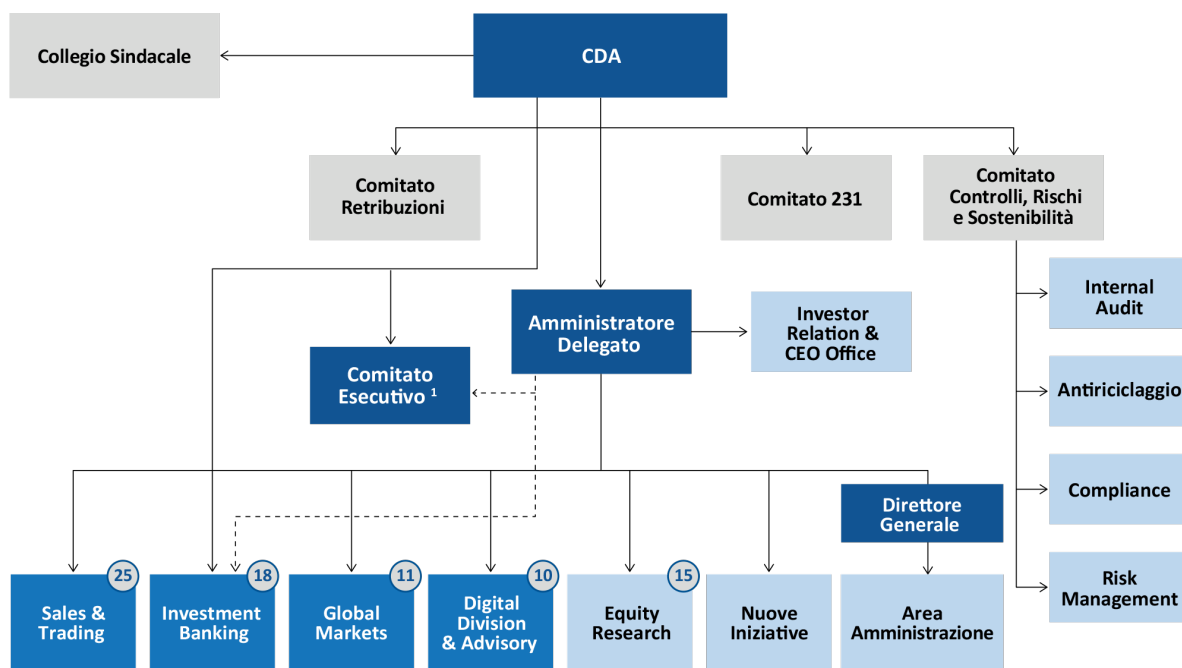 Collegio Sindacale
CDA
Comitato
Retribuzioni
Comitato 231
Comitato
Controlli, Rischi
e Sostenibilità
Internal
Audit
Amministratore
Delegato
Investor
Relation &
CEO Office
Comitato
Esecutivo 1
Antiriciclaggio
Compliance
Direttore
Generale
Risk
Management
25
Sales &
Trading
18
Investment
Banking
11
Global
Markets
10
Digital
Division
& Advisory
15
Equity
Research
Nuove
Iniziative
Area
Amministrazione